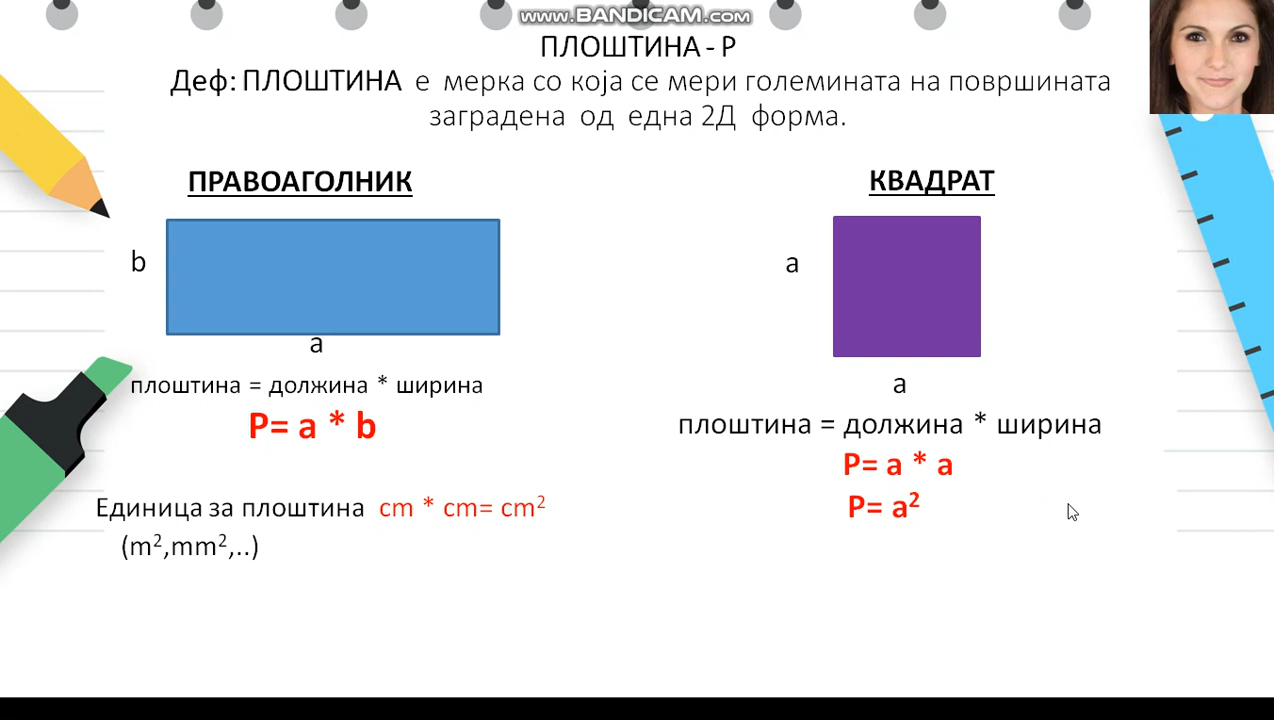 www.BANDICAM.com
ПЛОШТИНА - P
Деф: ПЛОШТИНА е мерка со која се мери големината на површината
заградена од една 2Д форма.
ПРАВОАГОЛНИК
b
a
плоштина = должина * ширина
P= a * b
Единица за плоштина cm * cm= cm²
(m²,mm²,..)
КВАДРАТ
a
a
плоштина = должина * ширина
P= a * a
P= a²